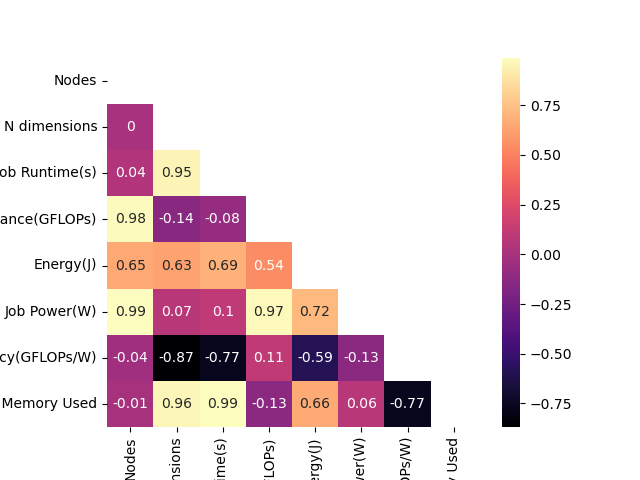 Nodes
N dimensions
0
ob Runtime(s)
0.04 0.95
ance(GFLOPs)
0.98 -0.14 -0.08
Energy(J)
0.65 0.63 0.69 0.54
Job Power(W)
0.99 0.07 0.1 0.97 0.72
cy(GFLOPs/W)
-0.04 -0.87 -0.77 0.11 -0.59 -0.13
Memory Used
-0.01 0.96 0.99 -0.13 0.66 0.06 -0.77
Nodes
nsions
ime(s)
FLOPs)
ergy(J)
wer(W)
OPs/W)
y Used
0.75
0.50
0.25
0.00
−0.25
−0.50
−0.75